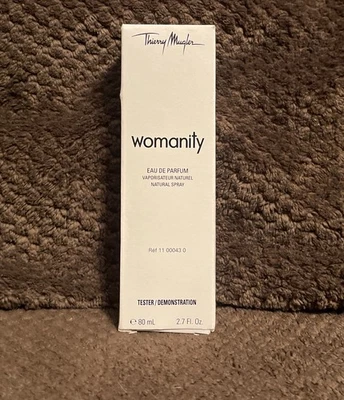 Thierry Mugler
womanity
EAU DE PARFUM
VAPORISATEUR NATUREL
NATURAL SPRAY
Ref 11 00043 0
TESTER / DEMONSTRATION
℮ 80 mL 2.7 Fl. Oz.